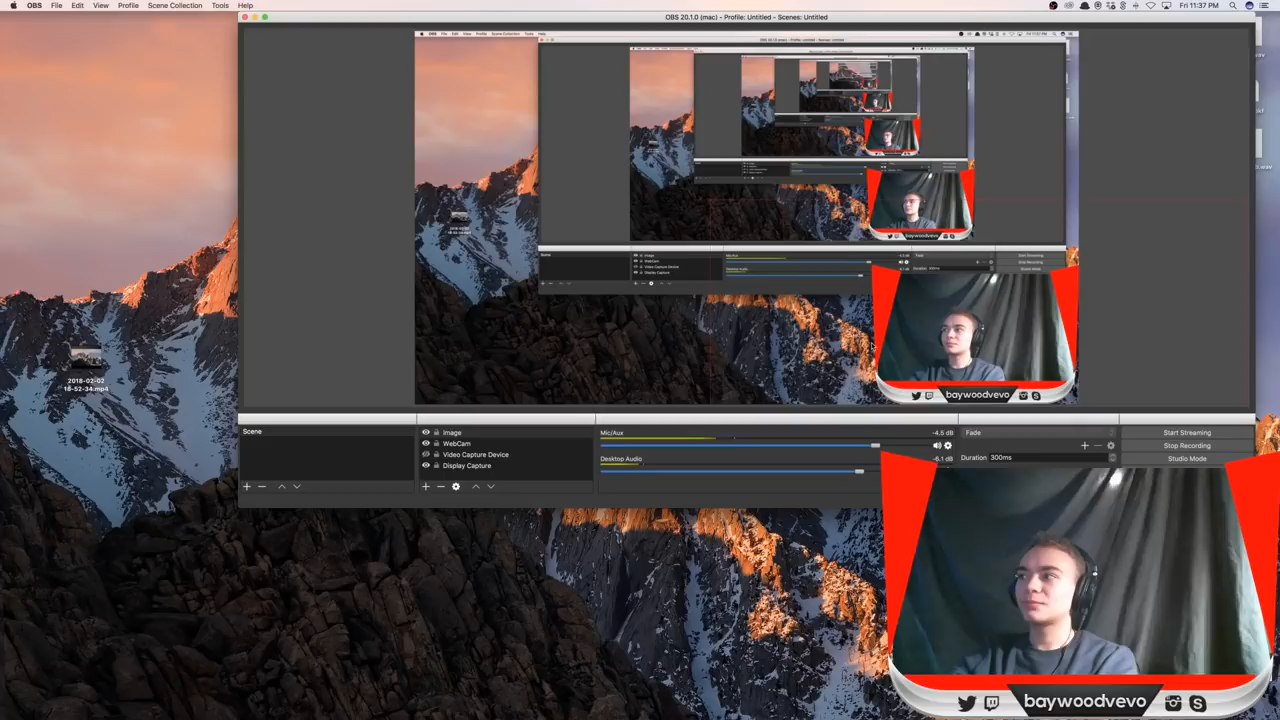 OBS File Edit View Profile Scene Collection Tools Help
Fri 11:37 PM
OBS 20.1.0 (mac) - Profile: Untitled - Scenes: Untitled
2018-02-02
18-52-34.mp4
baywoodvevo
baywoodvevo
Scene
Image
WebCam
Video Capture Device
Display Capture
Mic/Aux
-4.5 dB
Desktop Audio
-6.1 dB
Fade
Duration 300ms
Start Streaming
Stop Recording
Studio Mode
baywoodvevo